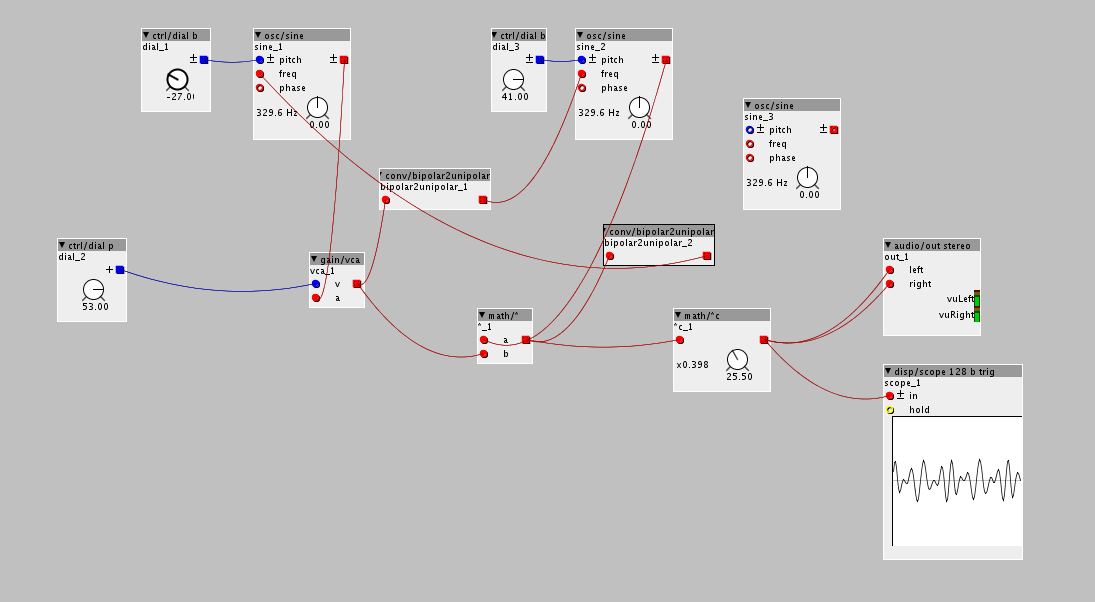 ctrl/dial b
dial_1
±
-27.0
osc/sine
sine_1
± pitch ±
freq
phase
329.6 Hz
0.00
ctrl/dial b
dial_3
±
41.00
osc/sine
sine_2
± pitch ±
freq
phase
329.6 Hz
0.00
osc/sine
sine_3
± pitch ±
freq
phase
329.6 Hz
0.00
conv/bipolar2unipolar
bipolar2unipolar_1
conv/bipolar2unipolar
bipolar2unipolar_2
ctrl/dial p
dial_2
+
53.00
gain/vca
vca_1
v
a
audio/out stereo
out_1
left
right
vuLeft
vuRight
math/*
*_1
a
b
math/*c
*c_1
x0.398
25.50
disp/scope 128 b trig
scope_1
± in
hold